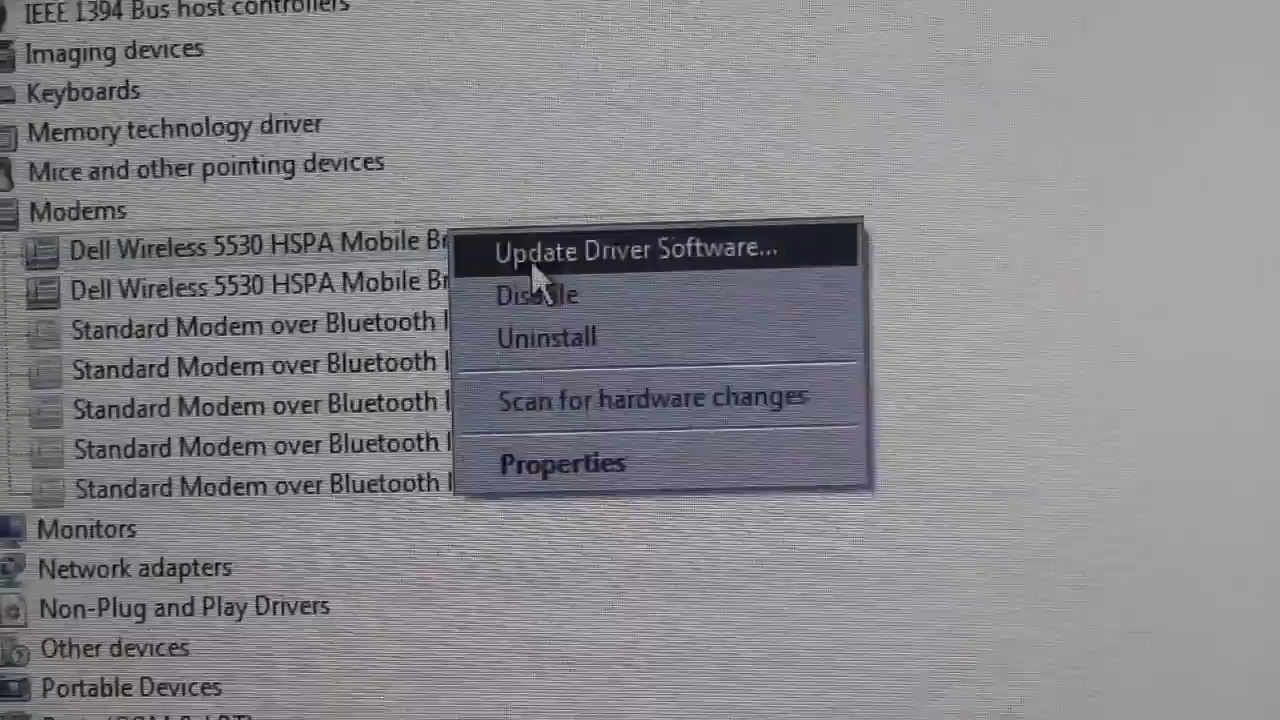 IEEE 1394 Bus host controllers
Imaging devices
Keyboards
Memory technology driver
Mice and other pointing devices
Modems
Dell Wireless 5530 HSPA Mobile Br
Dell Wireless 5530 HSPA Mobile Br
Standard Modem over Bluetooth l
Standard Modem over Bluetooth l
Standard Modem over Bluetooth l
Standard Modem over Bluetooth l
Standard Modem over Bluetooth l
Monitors
Network adapters
Non-Plug and Play Drivers
Other devices
Portable Devices
Update Driver Software...
Disable
Uninstall
Scan for hardware changes
Properties